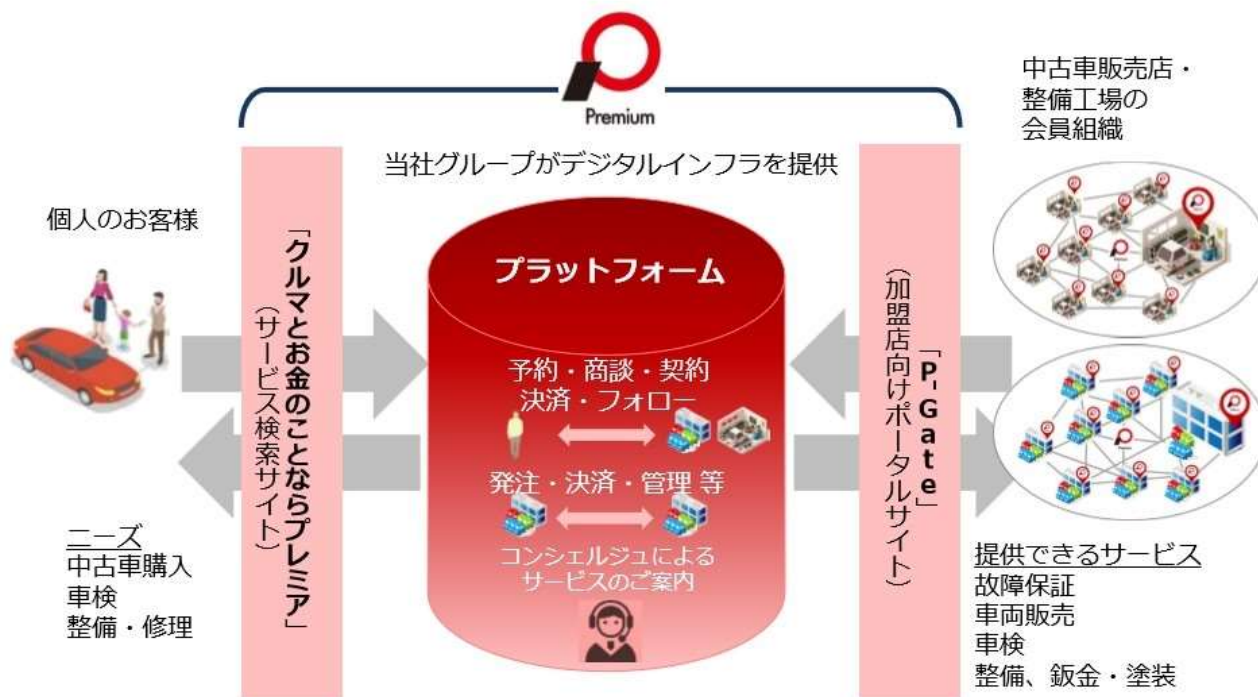 Premium
当社グループがデジタルインフラを提供
個人のお客様
ニーズ
中古車購入
車検
整備・修理
「クルマとお金のことならプレミア」
(サービス検索サイト)
プラットフォーム
予約・商談・契約
決済・フォロー
発注・決済・管理 等
コンシェルジュによる
サービスのご案内
「P-Gate」
(加盟店向けポータルサイト)
中古車販売店・
整備工場の
会員組織
提供できるサービス
故障保証
車両販売
車検
整備、鈑金・塗装